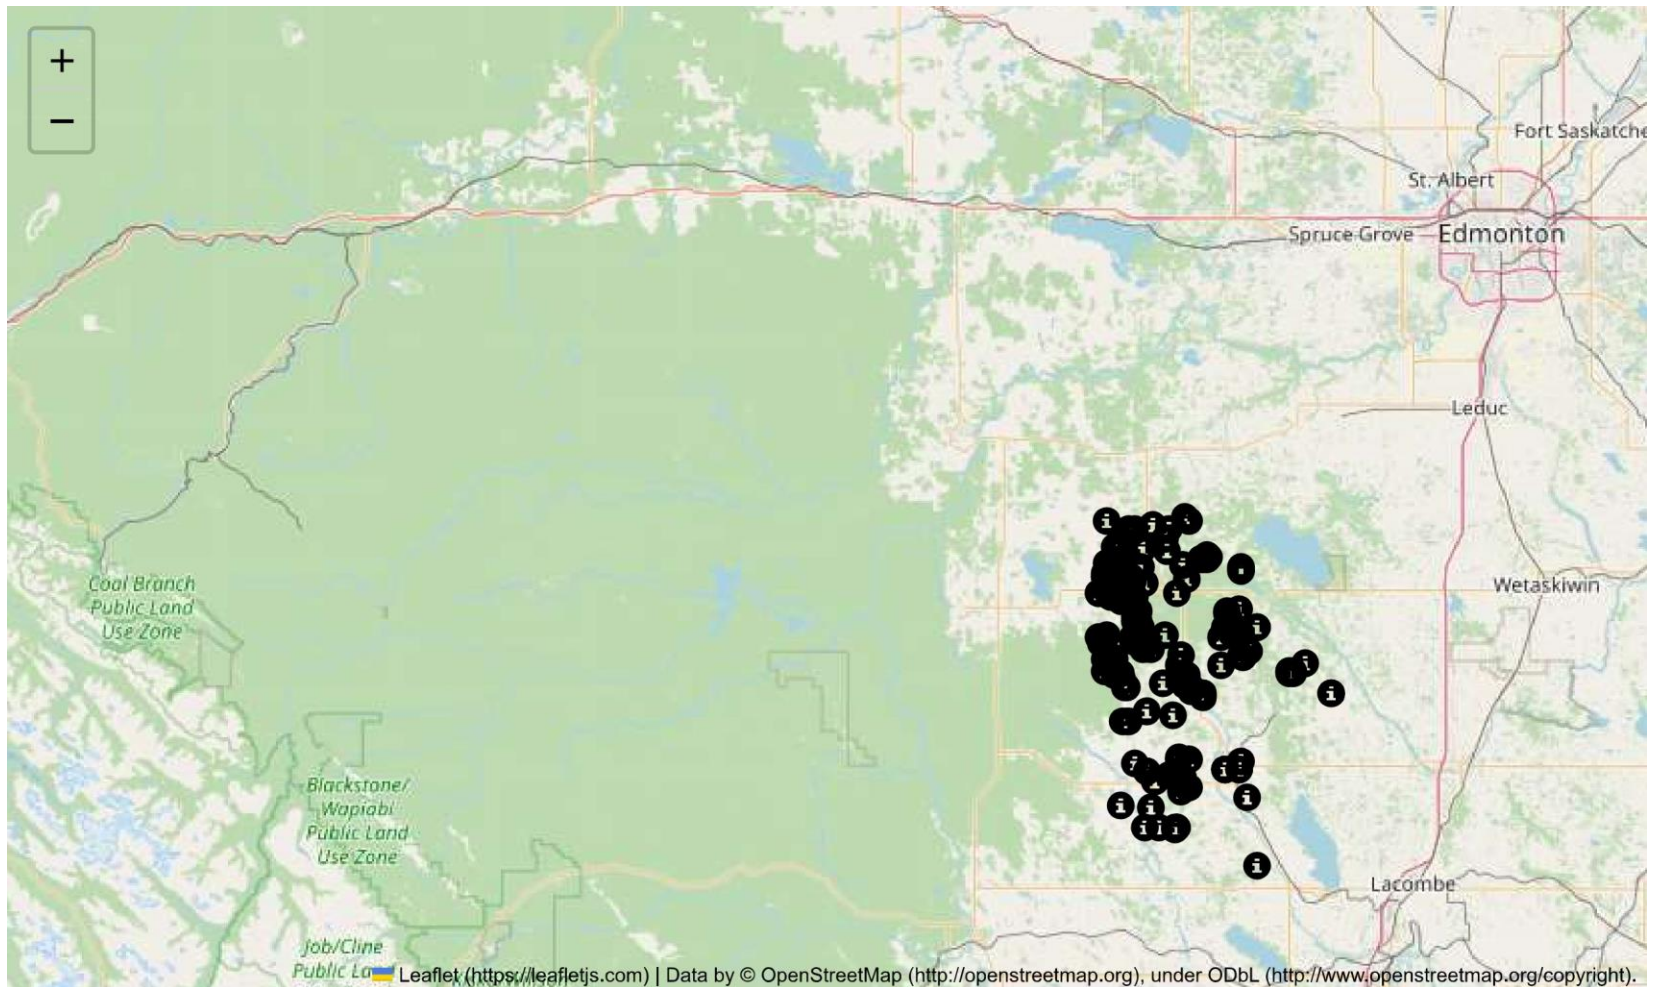 +
−
Fort Saskatche
St. Albert
Spruce Grove
Edmonton
Leduc
Coal Branch
Public Land
Use Zone
Wetaskiwin
Blackstone/
Wapiabi
Public Land
Use Zone
Lacombe
Job/Cline
Public La
Leaflet (https://leafletjs.com) | Data by © OpenStreetMap (http://openstreetmap.org), under ODbL (http://www.openstreetmap.org/copyright).